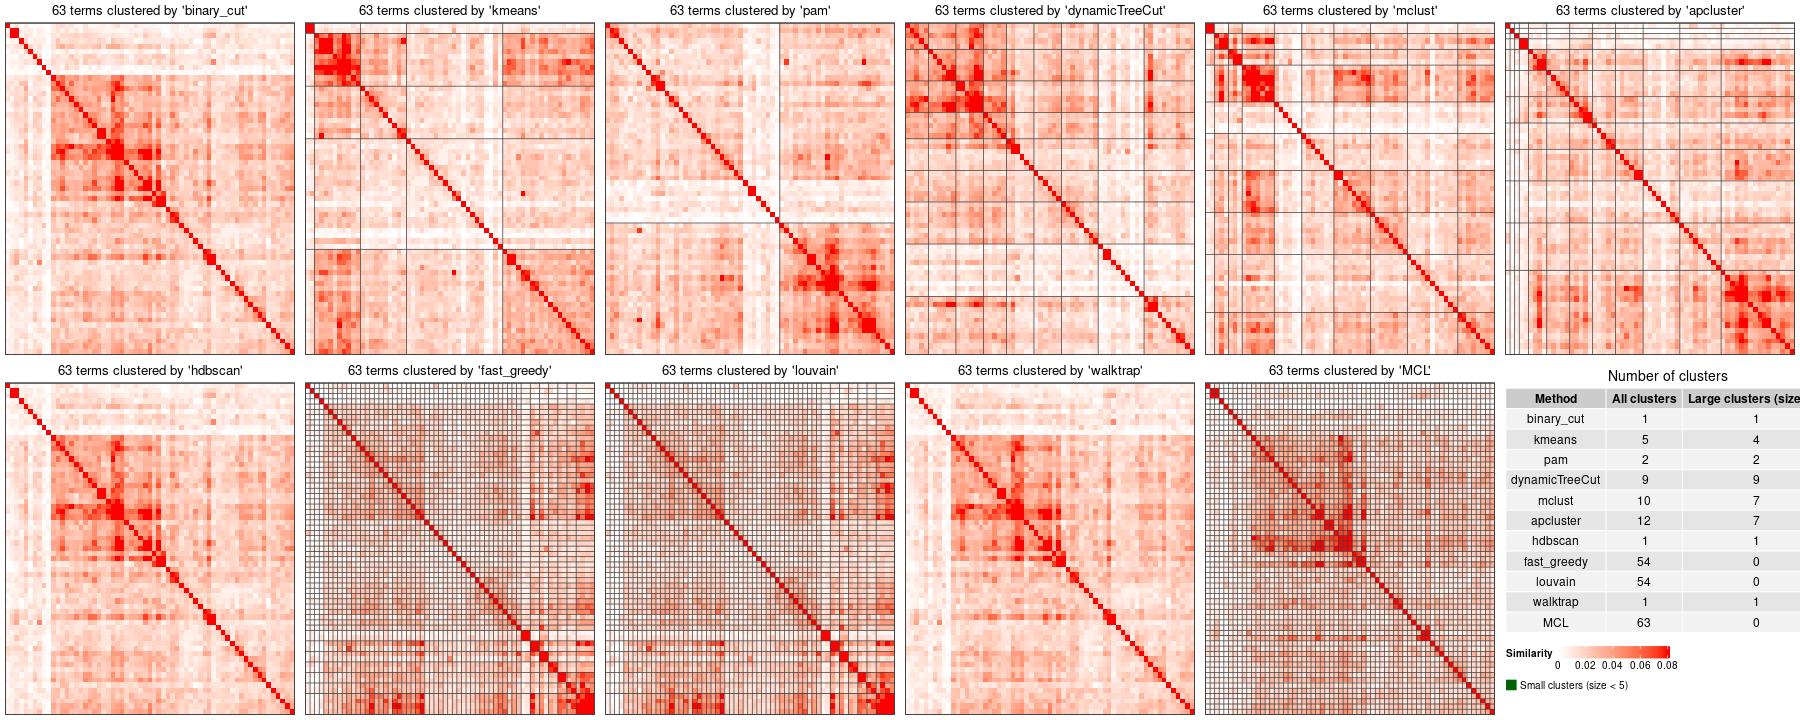 63 terms clustered by 'binary_cut'
63 terms clustered by 'kmeans'
63 terms clustered by 'pam'
63 terms clustered by 'dynamicTreeCut'
63 terms clustered by 'mclust'
63 terms clustered by 'apcluster'
63 terms clustered by 'hdbscan'
63 terms clustered by 'fast_greedy'
63 terms clustered by 'louvain'
63 terms clustered by 'walktrap'
63 terms clustered by 'MCL'
Number of clusters
Method All clusters Large clusters (size
binary_cut 1 1
kmeans 5 4
pam 2 2
dynamicTreeCut 9 9
mclust 10 7
apcluster 12 7
hdbscan 1 1
fast_greedy 54 0
louvain 54 0
walktrap 1 1
MCL 63 0
Similarity
0 0.02 0.04 0.06 0.08
Small clusters (size < 5)